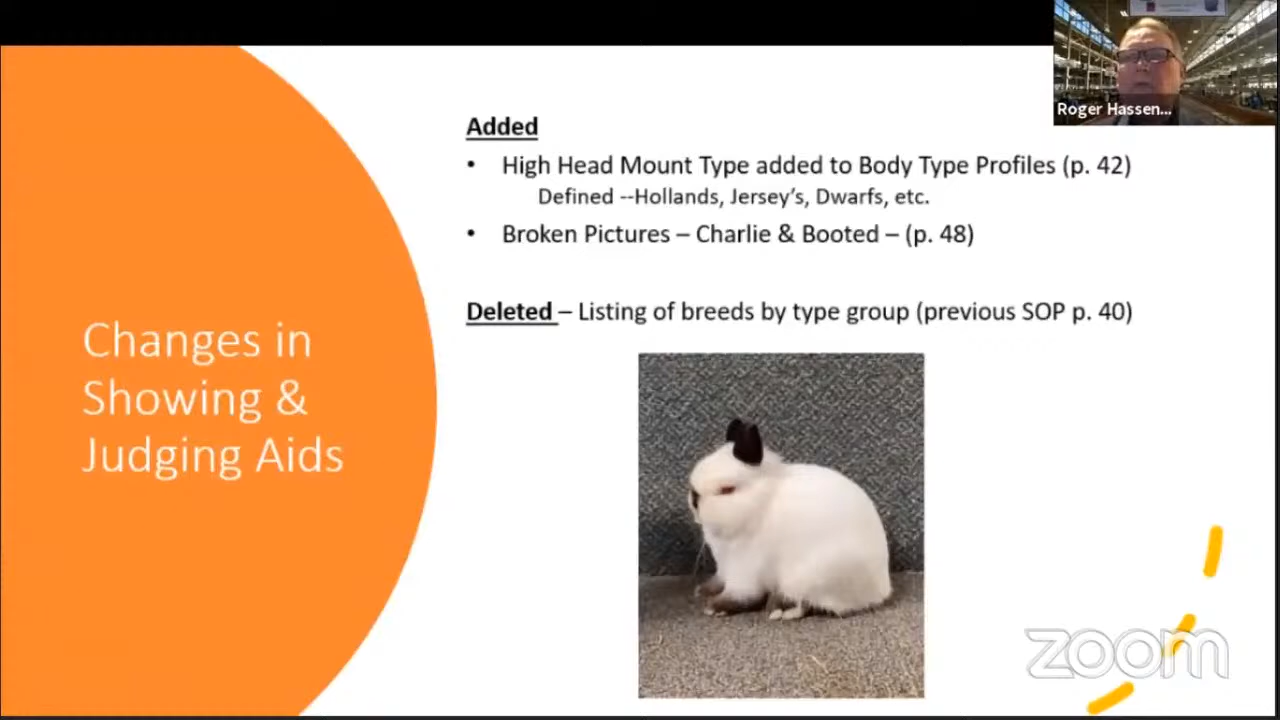 Roger Hassen...
Added
• High Head Mount Type added to Body Type Profiles (p. 42)
Defined --Hollands, Jersey's, Dwarfs, etc.
• Broken Pictures – Charlie & Booted – (p. 48)
Deleted – Listing of breeds by type group (previous SOP p. 40)
Changes in
Showing &
Judging Aids
zoom